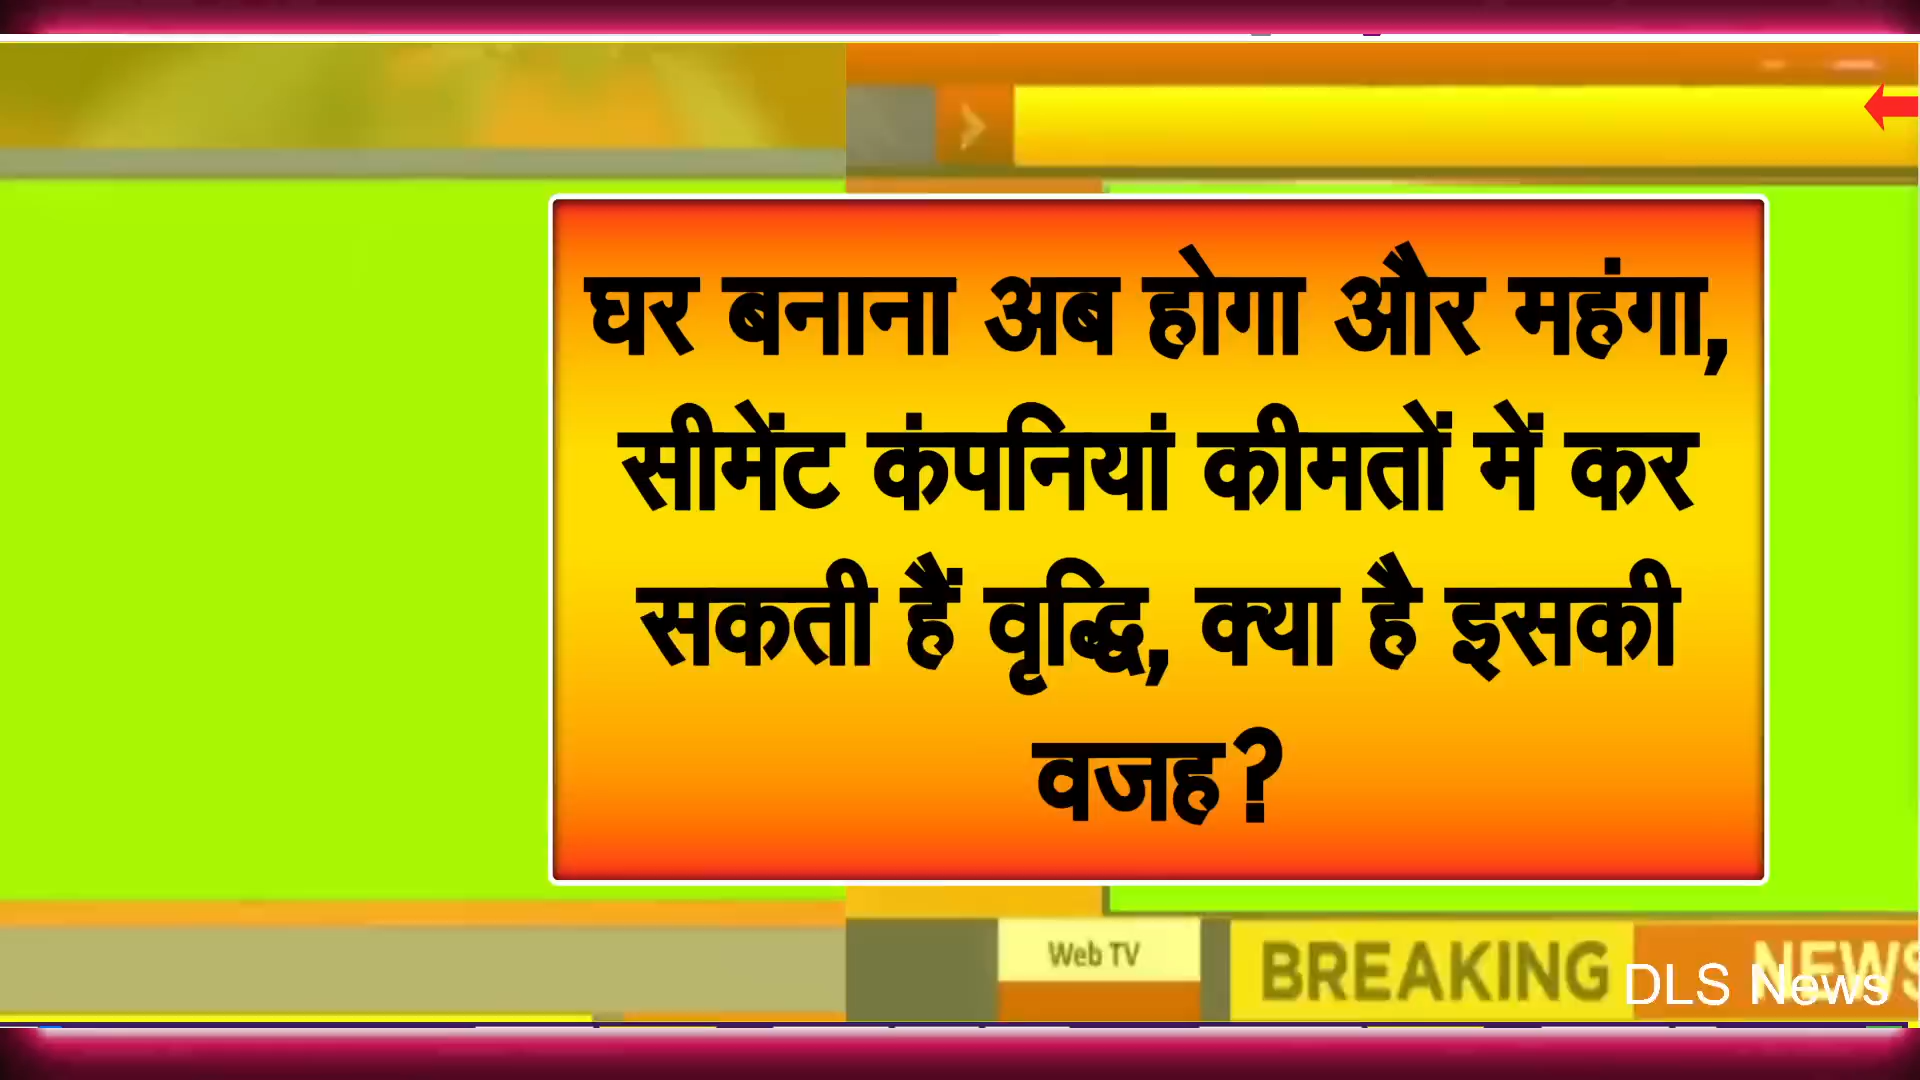 घर बनाना अब होगा और महंगा,
सीमेंट कंपनियां कीमतों में कर
सकती हैं वृद्धि, क्या है इसकी
वजह?
Web TV
BREAKING NEWS
DLS News